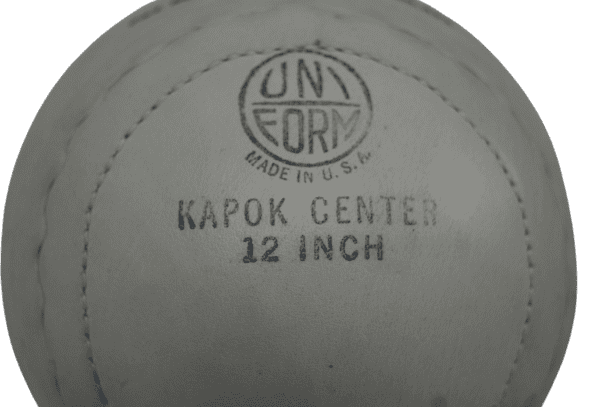 UNI
FORM
MADE IN U.S.A.
KAPOK CENTER
12 INCH